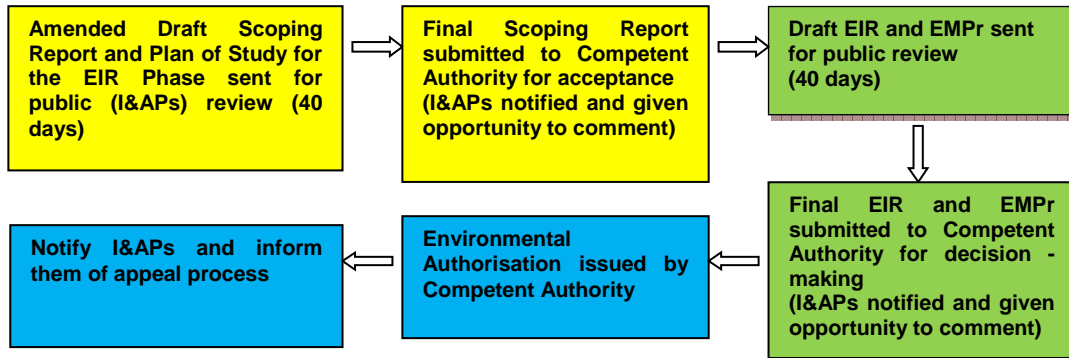 Amended Draft Scoping
Report and Plan of Study for
the EIR Phase sent for
public (I&APs) review (40
days)
Final Scoping Report
submitted to Competent
Authority for acceptance
(I&APs notified and given
opportunity to comment)
Draft EIR and EMPr sent
for public review
(40 days)
Final EIR and EMPr
submitted to Competent
Authority for decision -
making
(I&APs notified and given
opportunity to comment)
Environmental
Authorisation issued by
Competent Authority
Notify I&APs and inform
them of appeal process